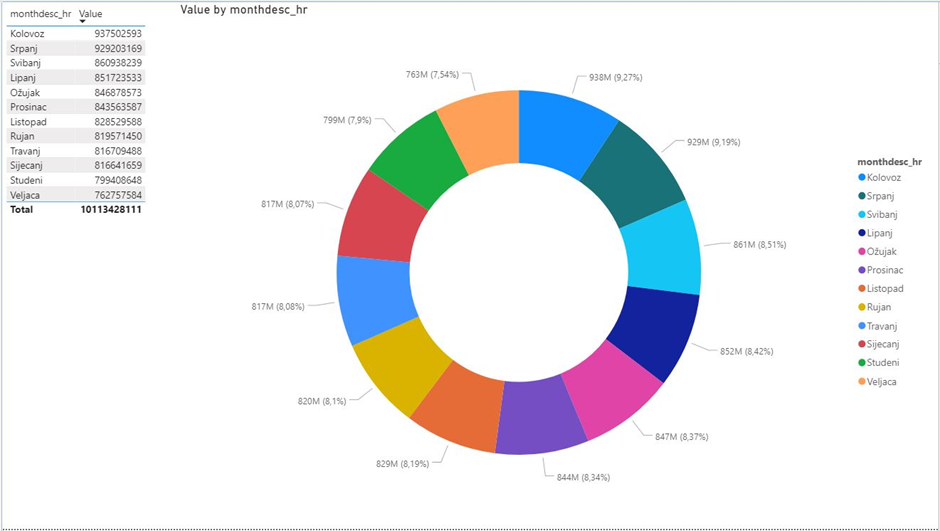 Value by monthdesc_hr
monthdesc_hr Value
Kolovoz 937502593
Srpanj 929203169
Svibanj 860938239
Lipanj 851723533
Ožujak 846878573
Prosinac 843563587
Listopad 828529588
Rujan 819571450
Travanj 816709488
Sijecanj 816641659
Studeni 799408648
Veljaca 762757584
Total 10113428111
938M (9,27%)
929M (9,19%)
861M (8,51%)
852M (8,42%)
847M (8,37%)
844M (8,34%)
829M (8,19%)
820M (8,1%)
817M (8,08%)
817M (8,07%)
799M (7,9%)
763M (7,54%)
monthdesc_hr
Kolovoz
Srpanj
Svibanj
Lipanj
Ožujak
Prosinac
Listopad
Rujan
Travanj
Sijecanj
Studeni
Veljaca